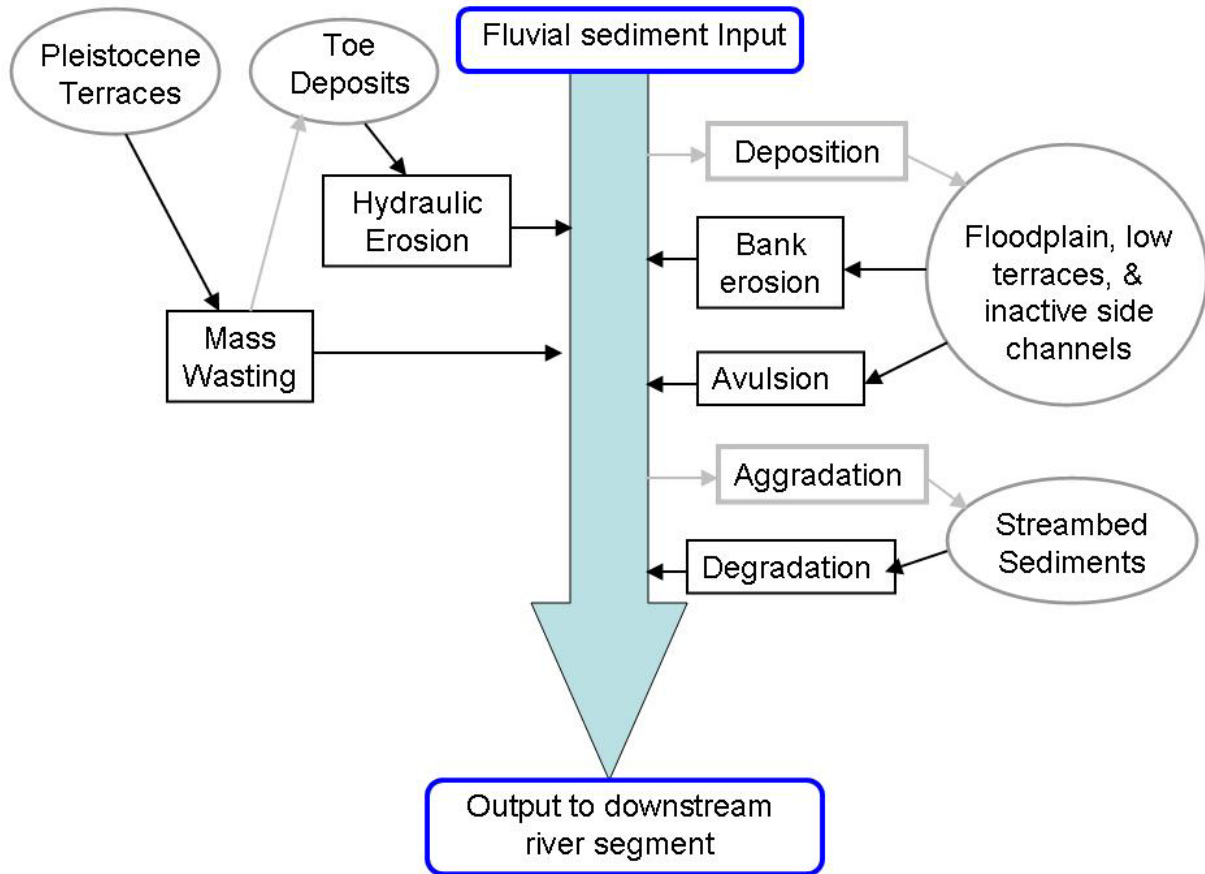 Fluvial sediment Input
Pleistocene
Terraces
Toe
Deposits
Deposition
Hydraulic
Erosion
Bank
erosion
Floodplain, low
terraces, &
inactive side
channels
Mass
Wasting
Avulsion
Aggradation
Streambed
Sediments
Degradation
Output to downstream
river segment